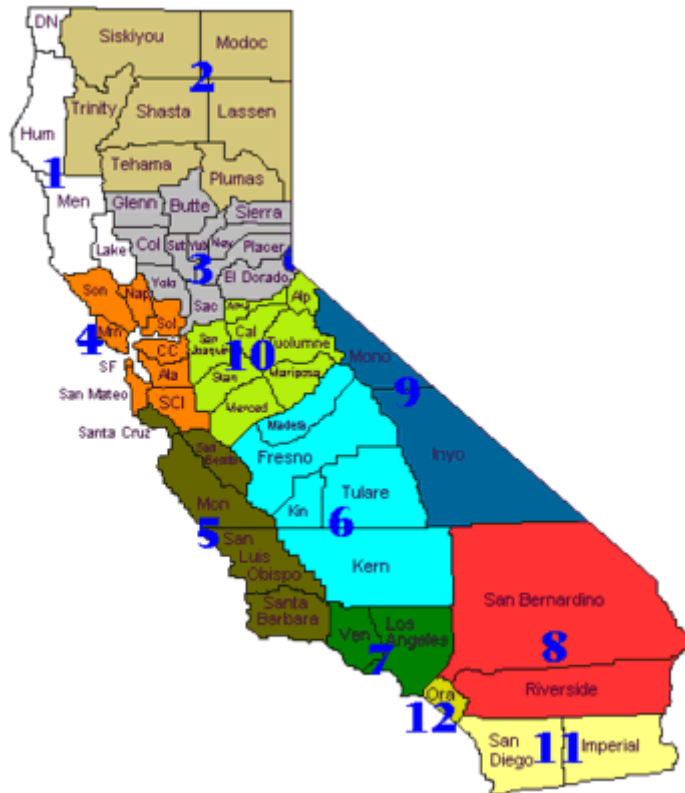 DN
Siskiyou
Modoc
2
Trinity
Shasta
Lassen
Hum
1
Tehama
Plumas
Men
Glenn
Butte
Sierra
Lake
Col
Sut
Yub
Nev
Placer
3
El Dorado
Yolo
Son
Nap
Sac
Alp
Sol
4
Mrn
Cal
San
Joaquin
10
Tuolumne
Mono
CC
SF
Ala
Stan
Mariposa
9
San Mateo
SCl
Merced
Santa Cruz
Madera
San
Benito
Fresno
Inyo
Mon
Kin
Tulare
5
6
San
Luis
Obispo
Kern
Santa
Barbara
San Bernardino
Ven
Los
Angeles
7
8
Ora
Riverside
12
San
Diego
11
Imperial